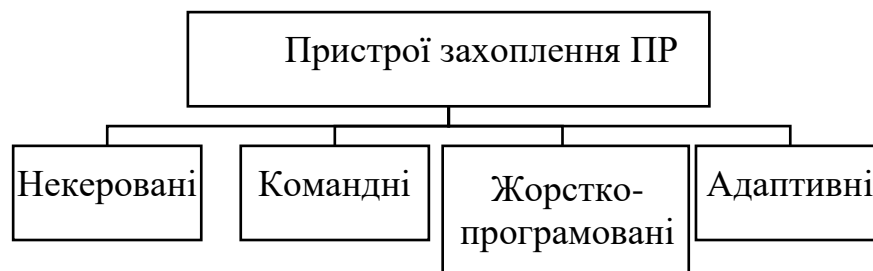 Пристрої захоплення ПР
Некеровані
Командні
Жорстко-
програмовані
Адаптивні